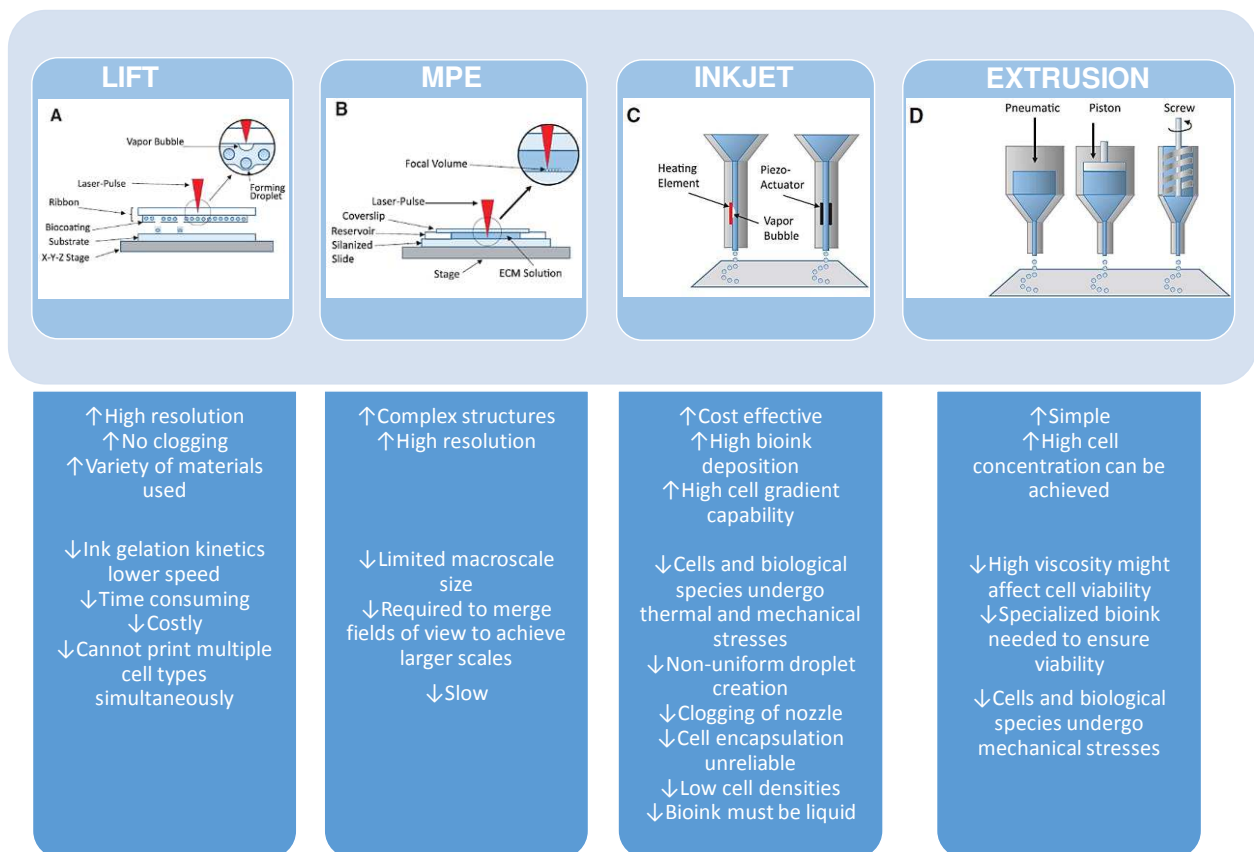 LIFT
A
Vapor Bubble
Laser-Pulse
Forming
Droplet
Ribbon
Biocoating
Substrate
X-Y-Z Stage
MPE
B
Focal Volume
Laser-Pulse
Coverslip
Reservoir
Silanized
Slide
Stage
ECM Solution
INKJET
C
Heating
Element
Piezo-
Actuator
Vapor
Bubble
EXTRUSION
D
Pneumatic
Piston
Screw
↑High resolution
↑No clogging
↑Variety of materials
used
↓Ink gelation kinetics
lower speed
↓Time consuming
↓Costly
↓Cannot print multiple
cell types
simultaneously
↑Complex structures
↑High resolution
↓Limited macroscale
size
↓Required to merge
fields of view to achieve
larger scales
↓Slow
↑Cost effective
↑High bioink
deposition
↑High cell gradient
capability
↓Cells and biological
species undergo
thermal and mechanical
stresses
↓Non-uniform droplet
creation
↓Clogging of nozzle
↓Cell encapsulation
unreliable
↓Low cell densities
↓Bioink must be liquid
↑Simple
↑High cell
concentration can be
achieved
↓High viscosity might
affect cell viability
↓Specialized bioink
needed to ensure
viability
↓Cells and biological
species undergo
mechanical stresses